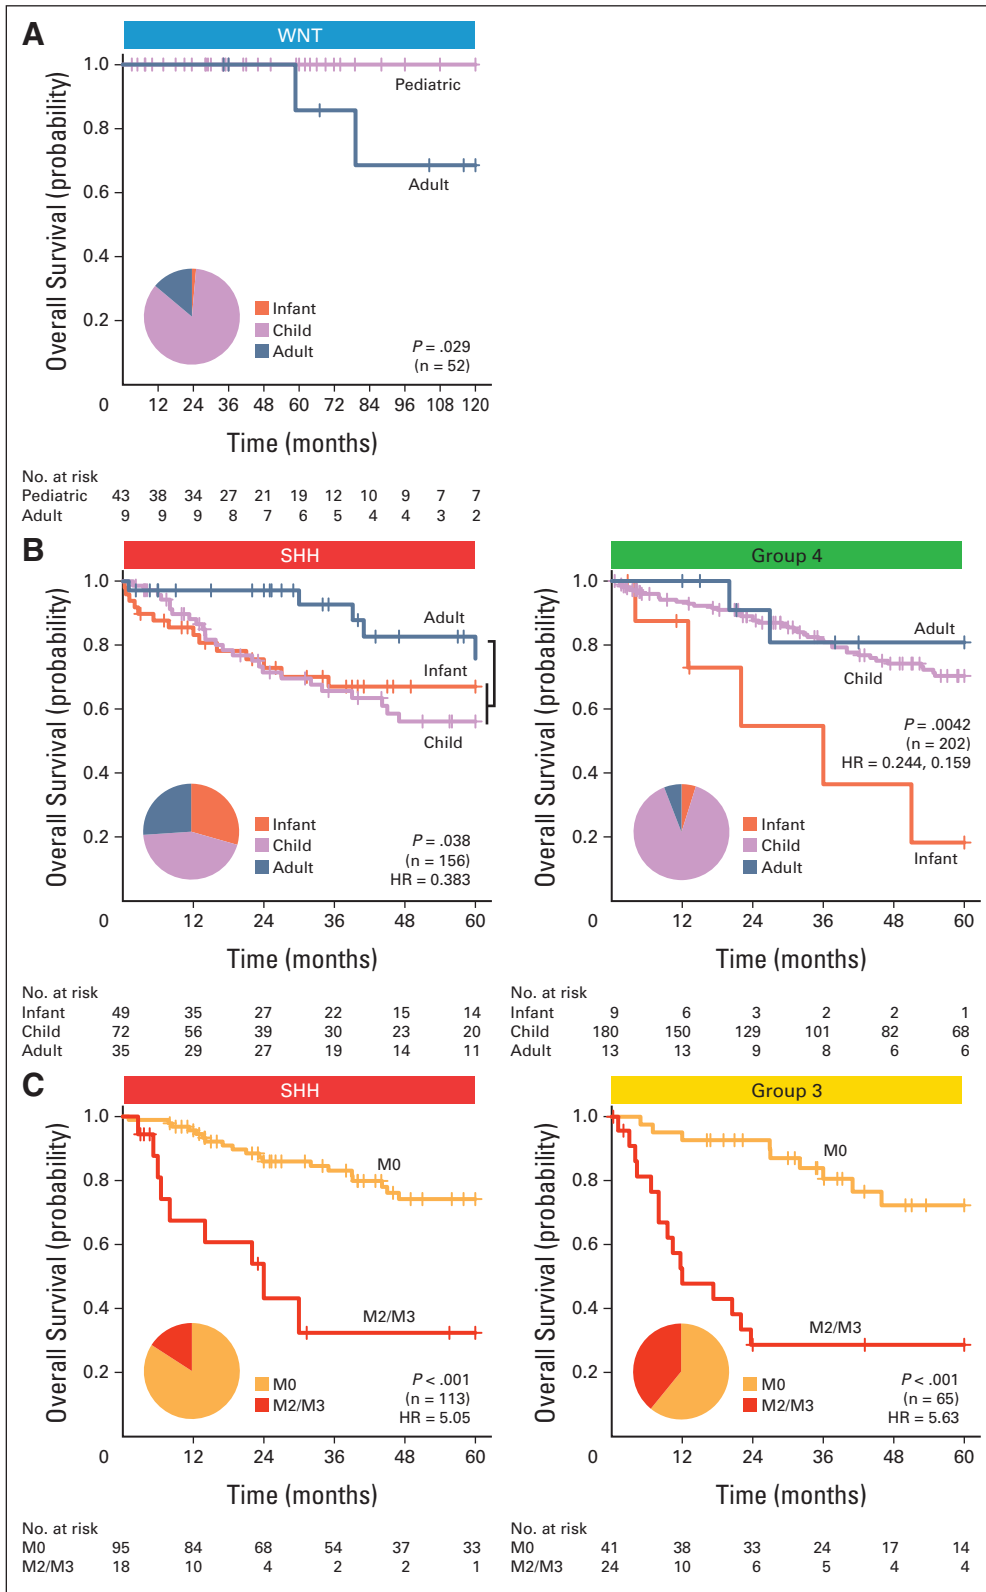 A
WNT
Overall Survival (probability)
1.0
0.8
0.6
0.4
0.2
0
Pediatric
Adult
Infant
Child
Adult
P = .029
(n = 52)
12 24 36 48 60 72 84 96 108 120
Time (months)
No. at risk
Pediatric 43 38 34 27 21 19 12 10 9 7 7
Adult 9 9 9 8 7 6 5 4 4 3 2
B
SHH
Overall Survival (probability)
1.0
0.8
0.6
0.4
0.2
0
Adult
Infant
Child
Infant
Child
Adult
P = .038
(n = 156)
HR = 0.383
12 24 36 48 60
Time (months)
No. at risk
Infant 49 35 27 22 15 14
Child 72 56 39 30 23 20
Adult 35 29 27 19 14 11
Group 4
Overall Survival (probability)
1.0
0.8
0.6
0.4
0.2
0
Adult
Child
P = .0042
(n = 202)
HR = 0.244, 0.159
Infant
Infant
Child
Adult
12 24 36 48 60
Time (months)
No. at risk
Infant 9 6 3 2 2 1
Child 180 150 129 101 82 68
Adult 13 13 9 8 6 6
C
SHH
Overall Survival (probability)
1.0
0.8
0.6
0.4
0.2
0
M0
M2/M3
M0
M2/M3
P < .001
(n = 113)
HR = 5.05
12 24 36 48 60
Time (months)
No. at risk
M0 95 84 68 54 37 33
M2/M3 18 10 4 2 2 1
Group 3
Overall Survival (probability)
1.0
0.8
0.6
0.4
0.2
0
M0
M2/M3
M0
M2/M3
P < .001
(n = 65)
HR = 5.63
12 24 36 48 60
Time (months)
No. at risk
M0 41 38 33 24 17 14
M2/M3 24 10 6 5 4 4